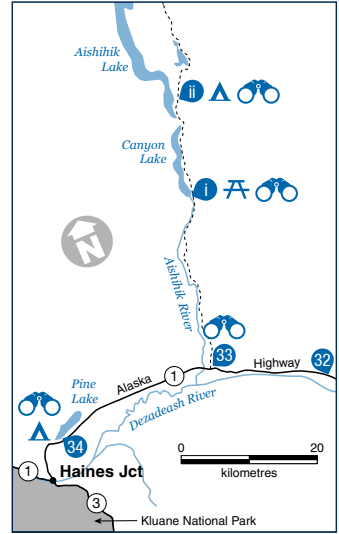 Aishihik
Lake
ii
Canyon
Lake
i
N
Aishihik River
33
Highway
32
1
Alaska
Pine
Lake
Dezadeash River
34
0
20
kilometres
1
Haines Jct
3
Kluane National Park